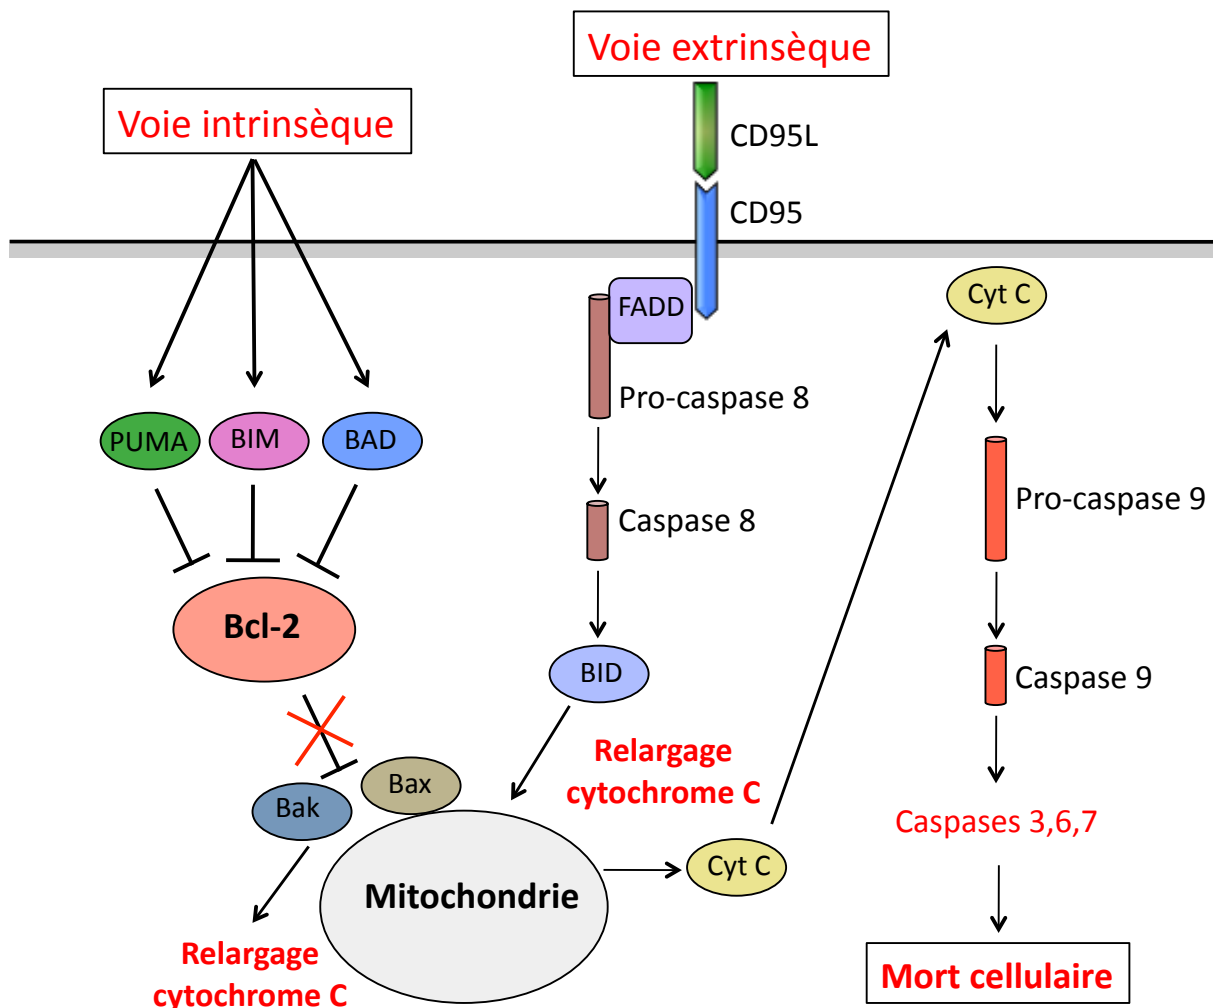 Voie extrinsèque
Voie intrinsèque
CD95L
CD95
FADD
Cyt C
Pro-caspase 8
PUMA
BIM
BAD
Pro-caspase 9
Caspase 8
Bcl-2
BID
Caspase 9
Relargage
cytochrome C
Bax
Bak
Caspases 3,6,7
Cyt C
Mitochondrie
Relargage
cytochrome C
Mort cellulaire